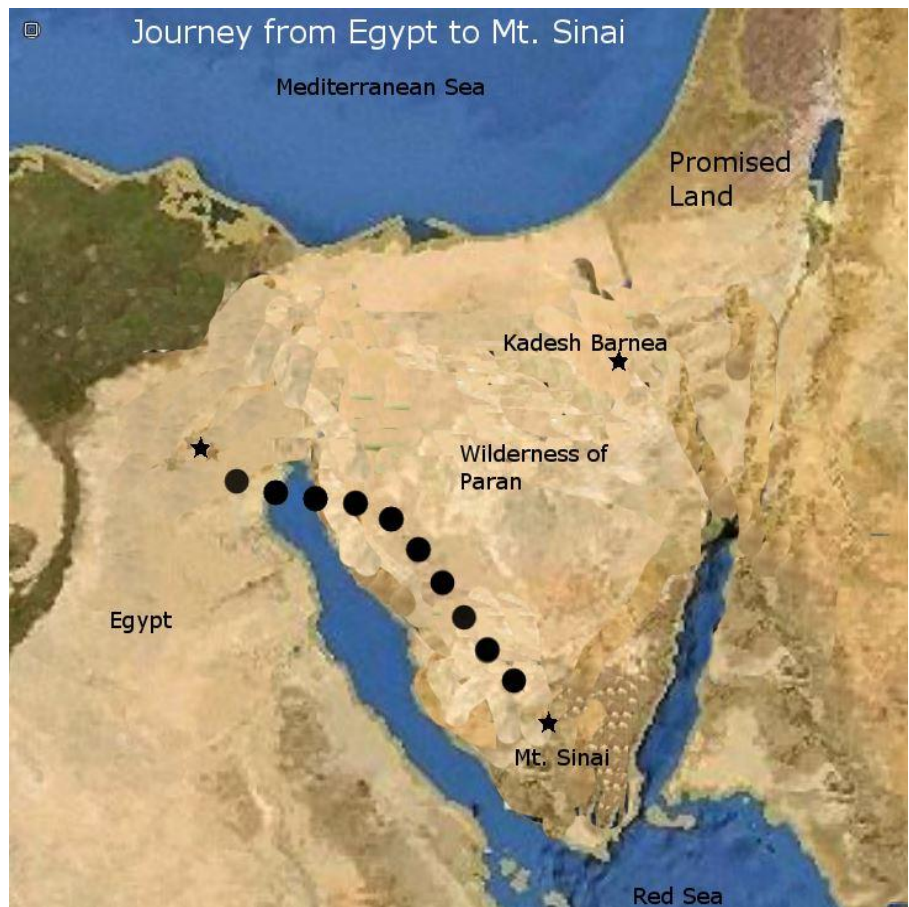 Journey from Egypt to Mt. Sinai
Mediterranean Sea
Promised
Land
Kadesh Barnea
Wilderness of
Paran
Egypt
Mt. Sinai
Red Sea